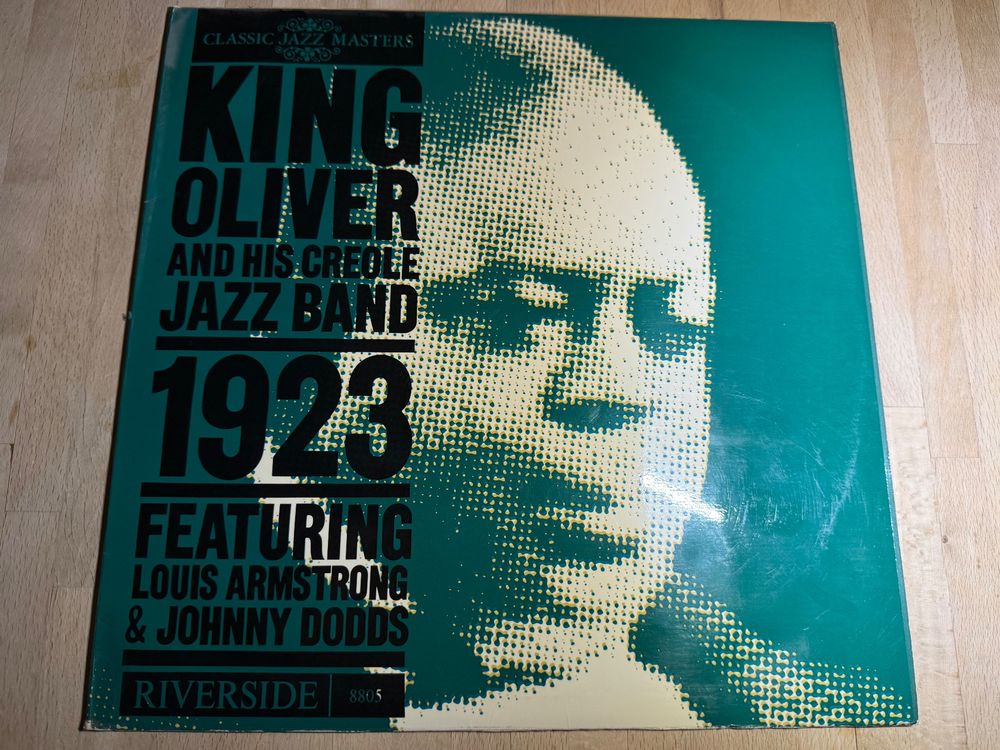 CLASSIC JAZZ MASTERS
KING
OLIVER
AND HIS CREOLE
JAZZ BAND
1923
FEATURING
LOUIS ARMSTRONG
& JOHNNY DODDS
RIVERSIDE 8805